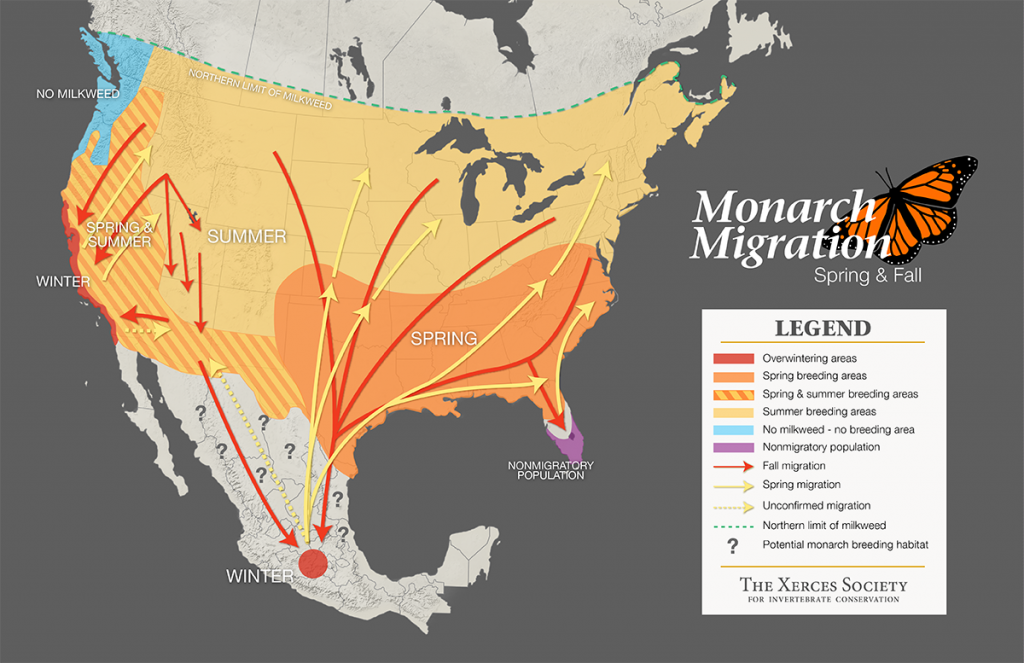 NORTHERN LIMIT OF MILKWEED
NO MILKWEED
SPRING &
SUMMER
SUMMER
WINTER
SPRING
NONMIGRATORY
POPULATION
?
?
?
?
?
?
WINTER
Monarch
Migration
Spring & Fall
LEGEND
Overwintering areas
Spring breeding areas
Spring & summer breeding areas
Summer breeding areas
No milkweed - no breeding area
Nonmigratory population
Fall migration
Spring migration
Unconfirmed migration
Northern limit of milkweed
? Potential monarch breeding habitat
THE XERCES SOCIETY
FOR INVERTEBRATE CONSERVATION